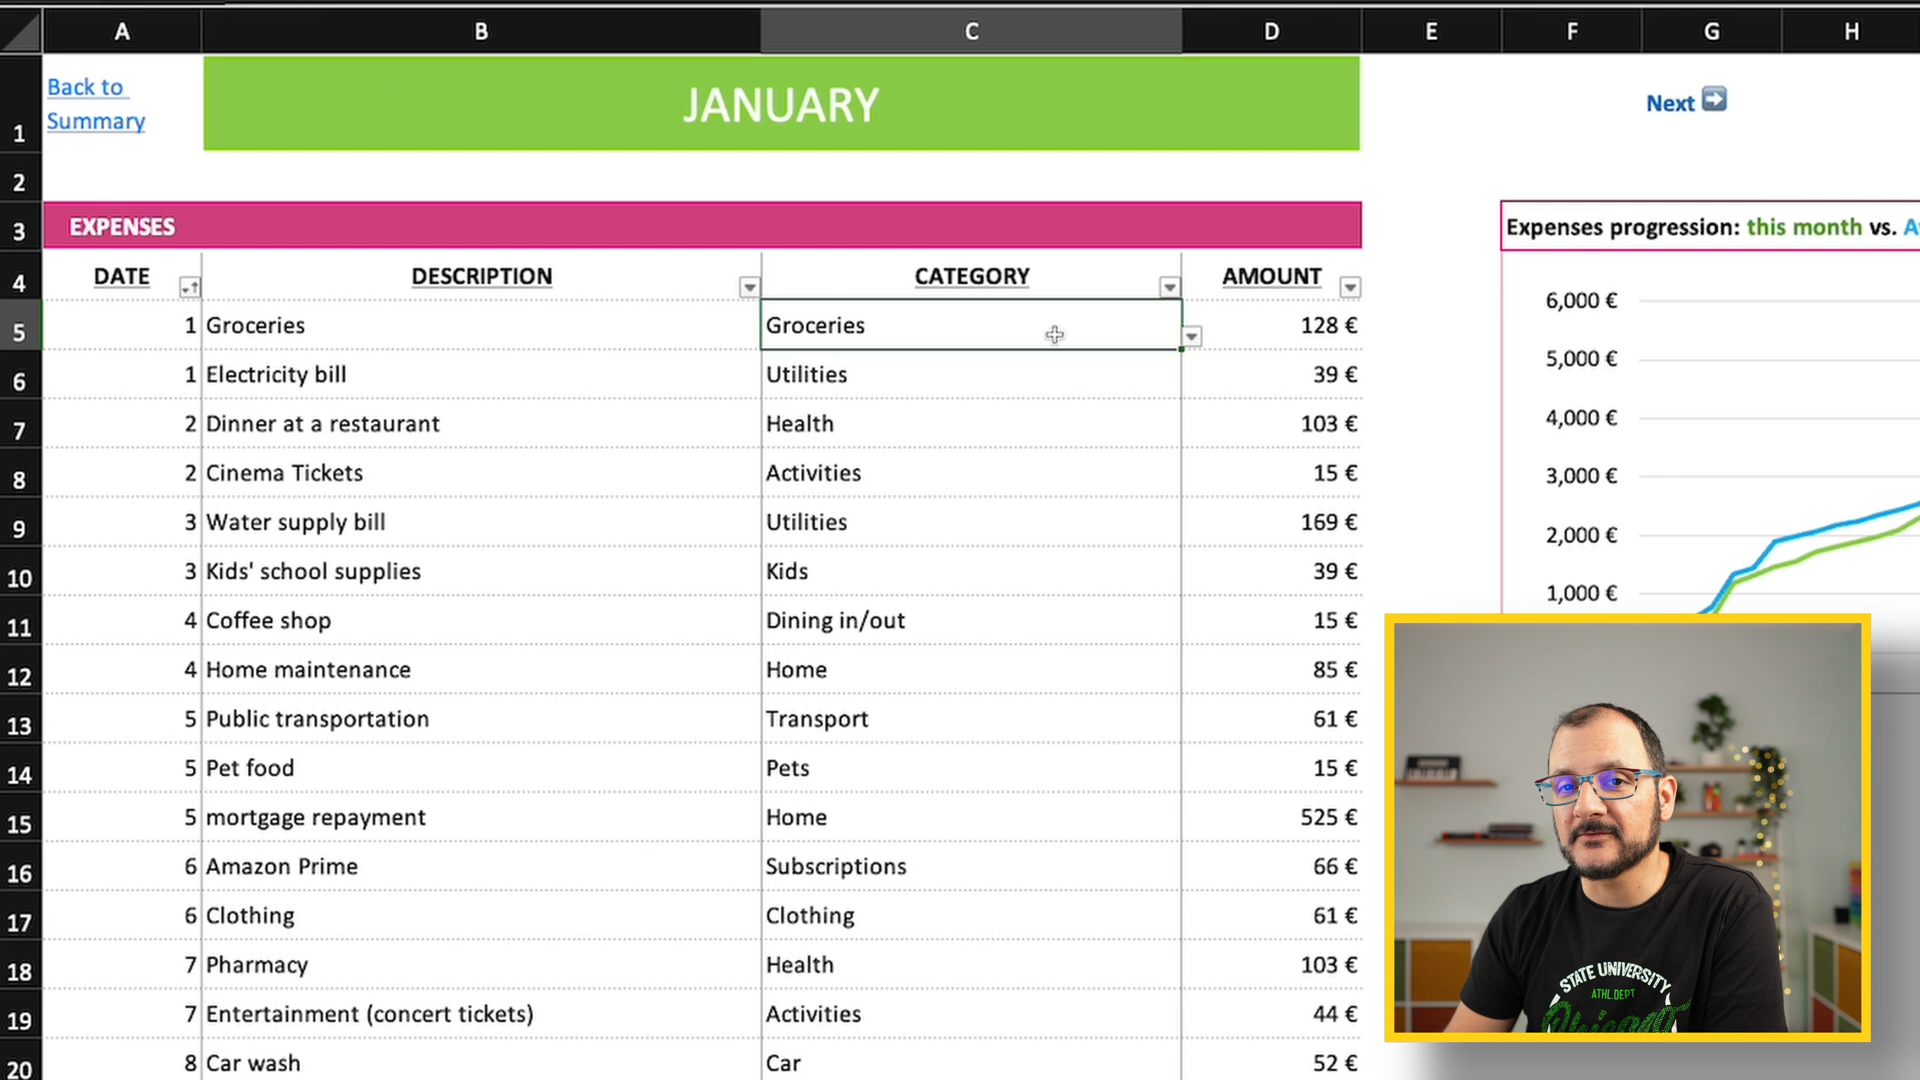 A B C D E F G H
1 Back to
Summary
JANUARY
Next
2
3 EXPENSES
Expenses progression: this month vs.
4 DATE DESCRIPTION CATEGORY AMOUNT
5 1 Groceries Groceries 128 €
6 1 Electricity bill Utilities 39 €
7 2 Dinner at a restaurant Health 103 €
8 2 Cinema Tickets Activities 15 €
9 3 Water supply bill Utilities 169 €
10 3 Kids' school supplies Kids 39 €
11 4 Coffee shop Dining in/out 15 €
12 4 Home maintenance Home 85 €
13 5 Public transportation Transport 61 €
14 5 Pet food Pets 15 €
15 5 mortgage repayment Home 525 €
16 6 Amazon Prime Subscriptions 66 €
17 6 Clothing Clothing 61 €
18 7 Pharmacy Health 103 €
19 7 Entertainment (concert tickets) Activities 44 €
20 8 Car wash Car 52 €
6,000 €
5,000 €
4,000 €
3,000 €
2,000 €
1,000 €
STATE UNIVERSITY
ATHL.DEPT
Chicago